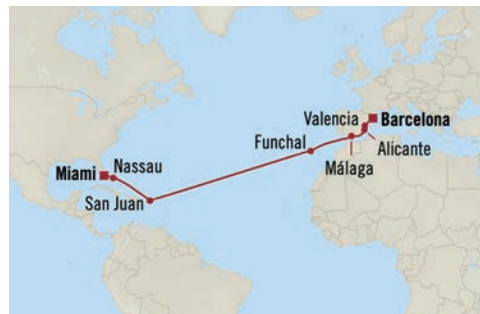 Valencia
Barcelona
Funchal
Alicante
Málaga
Miami
Nassau
San Juan